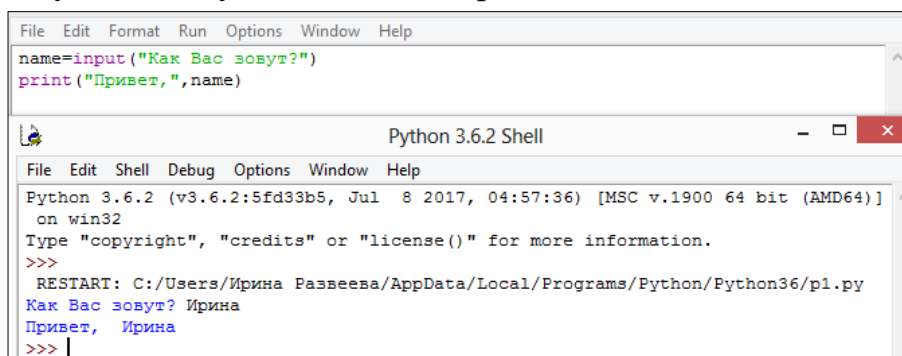 File Edit Format Run Options Window Help
name=input("Как Вас зовут?")
print("Привет,",name)
Python 3.6.2 Shell
File Edit Shell Debug Options Window Help
Python 3.6.2 (v3.6.2:5fd33b5, Jul  8 2017, 04:57:36) [MSC v.1900 64 bit (AMD64)]
on win32
Type "copyright", "credits" or "license()" for more information.
>>>
RESTART: C:/Users/Ирина Развеева/AppData/Local/Programs/Python/Python36/p1.py
Как Вас зовут? Ирина
Привет,  Ирина
>>>